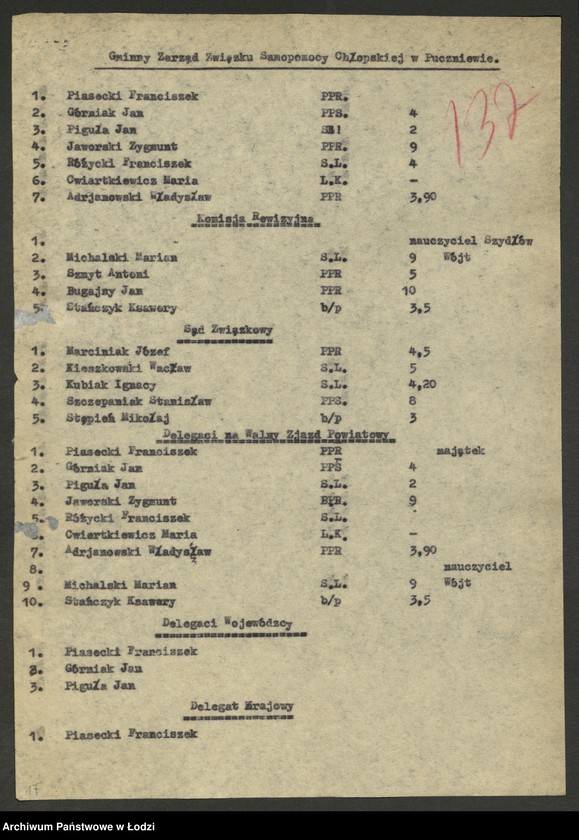 Gminny Zarząd Związku Samopomocy Chłopskiej w Puczniewie.
137
1. Piasecki Franciszek PPR.
2. Górniak Jan PPS. 4
3. Piguła Jan 2
4. Jaworski Zygmunt PPR. 9
5. Różycki Franciszek S.L. 4
6. Cwiartkiewicz Maria L.K. -
7. Adrjanowski Władysław PPR 3,90
Komisja Rewizyjna
1. nauczyciel Szydłów
2. Michalski Marian S.L. 9 Wójt
3. Szmyt Antoni PPR 5
4. Bugajny Jan PPR 10
5. Stańczyk Ksawery b/p 3,5
Sąd Związkowy
1. Marciniak Józef PPR 4,5
2. Kieszkowski Wacław S.L. 5
3. Kubiak Ignacy S.L. 4,20
4. Szczepaniak Stanisław PPS. 8
5. Stępień Mikołaj b/p 3
Delegaci na Walny Zjazd Powiatowy
1. Piasecki Franciszek PPR majątek
2. Górniak Jan PPS 4
3. Piguła Jan S.L. 2
4. Jaworski Zygmunt 9
5. Różycki Franciszek S.L.
6. Cwiertkiewicz Maria L.K. -
7. Adrjanowski Władysław PPR 3,90
8. nauczyciel
9. Michalski Marian S.L. 9 Wójt
10. Stańczyk Ksawery b/p 3,5
Delegaci Wojewódzcy
1. Piasecki Franciszek
2. Górniak Jan
3. Piguła Jan
Delegat Krajowy
1. Piasecki Franciszek
17
Archiwum Państwowe w Łodzi